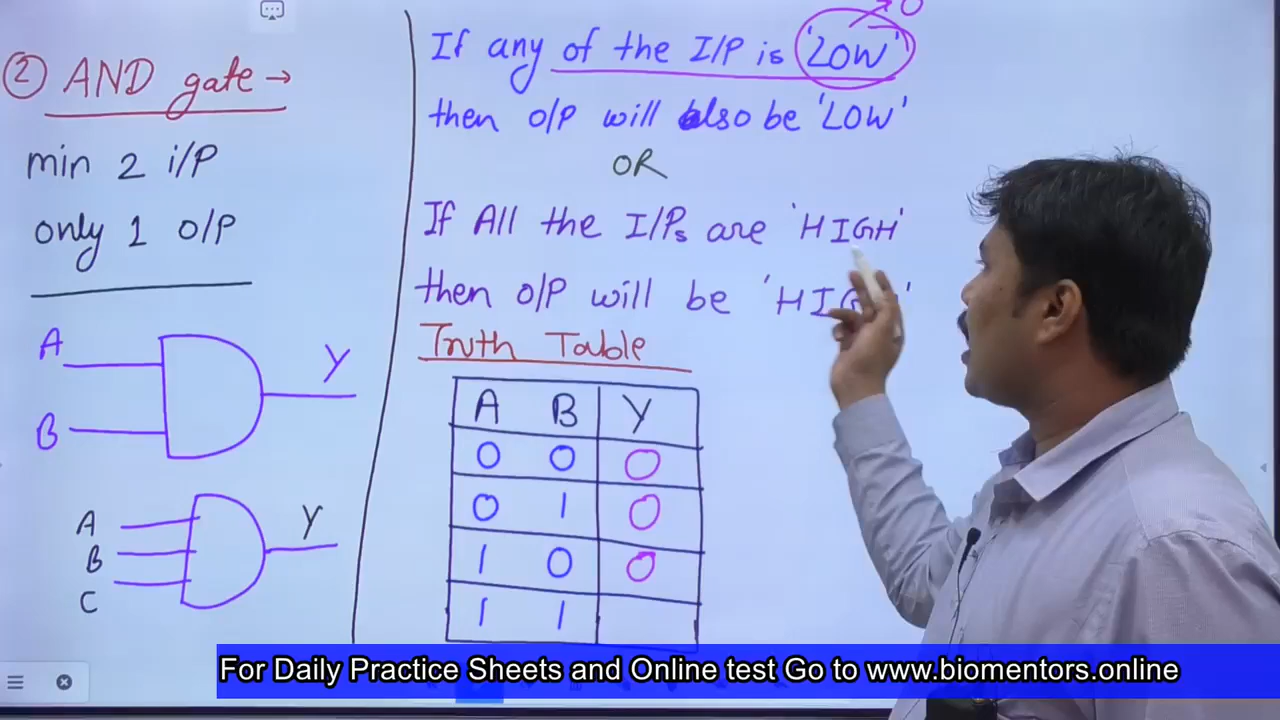 ② AND gate →
min 2 i/P
only 1 o/P
A
B
Y
A
B
C
Y
0
If any of the I/P is 'LOW'
then o/P will also be 'LOW'
OR
If All the I/Ps are 'HIGH'
then o/P will be 'HIG '
Truth Table
A B Y
0 0 0
0 1 0
1 0 0
1 1
For Daily Practice Sheets and Online test Go to www.biomentors.online